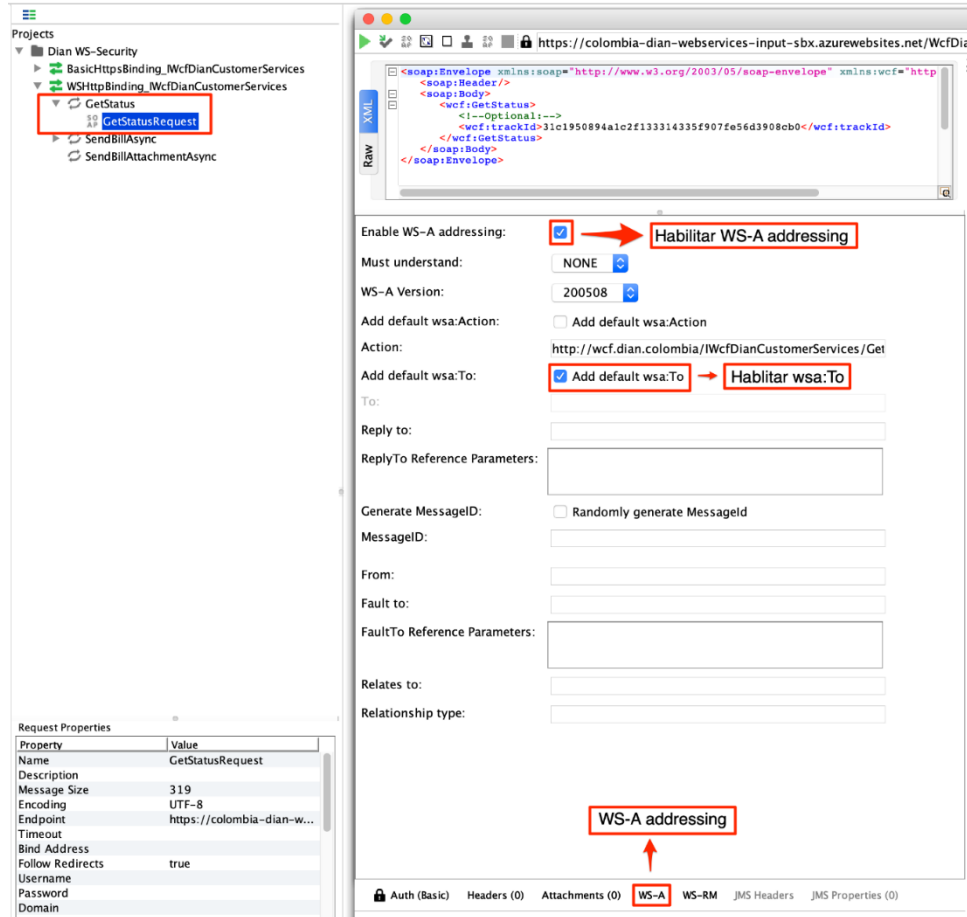 Projects
Dian WS-Security
BasicHttpsBinding_IWcfDianCustomerServices
WSHttpBinding_IWcfDianCustomerServices
GetStatus
GetStatusRequest
SendBillAsync
SendBillAttachmentAsync
Request Properties
Property Value
Name GetStatusRequest
Description
Message Size 319
Encoding UTF-8
Endpoint https://colombia-dian-w...
Timeout
Bind Address
Follow Redirects true
Username
Password
Domain
https://colombia-dian-webservices-input-sbx.azurewebsites.net/WcfDia
XML
Raw
<soap:Envelope xmlns:soap="http://www.w3.org/2003/05/soap-envelope" xmlns:wcf="http
<soap:Header/>
<soap:Body>
<wcf:GetStatus>
<!--Optional:-->
<wcf:trackId>31c1950894a1c2f133314335f907fe56d3908cb0</wcf:trackId>
</wcf:GetStatus>
</soap:Body>
</soap:Envelope>
Enable WS-A addressing: Habilitar WS-A addressing
Must understand: NONE
WS-A Version: 200508
Add default wsa:Action: Add default wsa:Action
Action: http://wcf.dian.colombia/IWcfDianCustomerServices/Get
Add default wsa:To: Add default wsa:To Hablitar wsa:To
To:
Reply to:
ReplyTo Reference Parameters:
Generate MessageID: Randomly generate MessageId
MessageID:
From:
Fault to:
FaultTo Reference Parameters:
Relates to:
Relationship type:
WS-A addressing
Auth (Basic) Headers (0) Attachments (0) WS-A WS-RM JMS Headers JMS Properties (0)